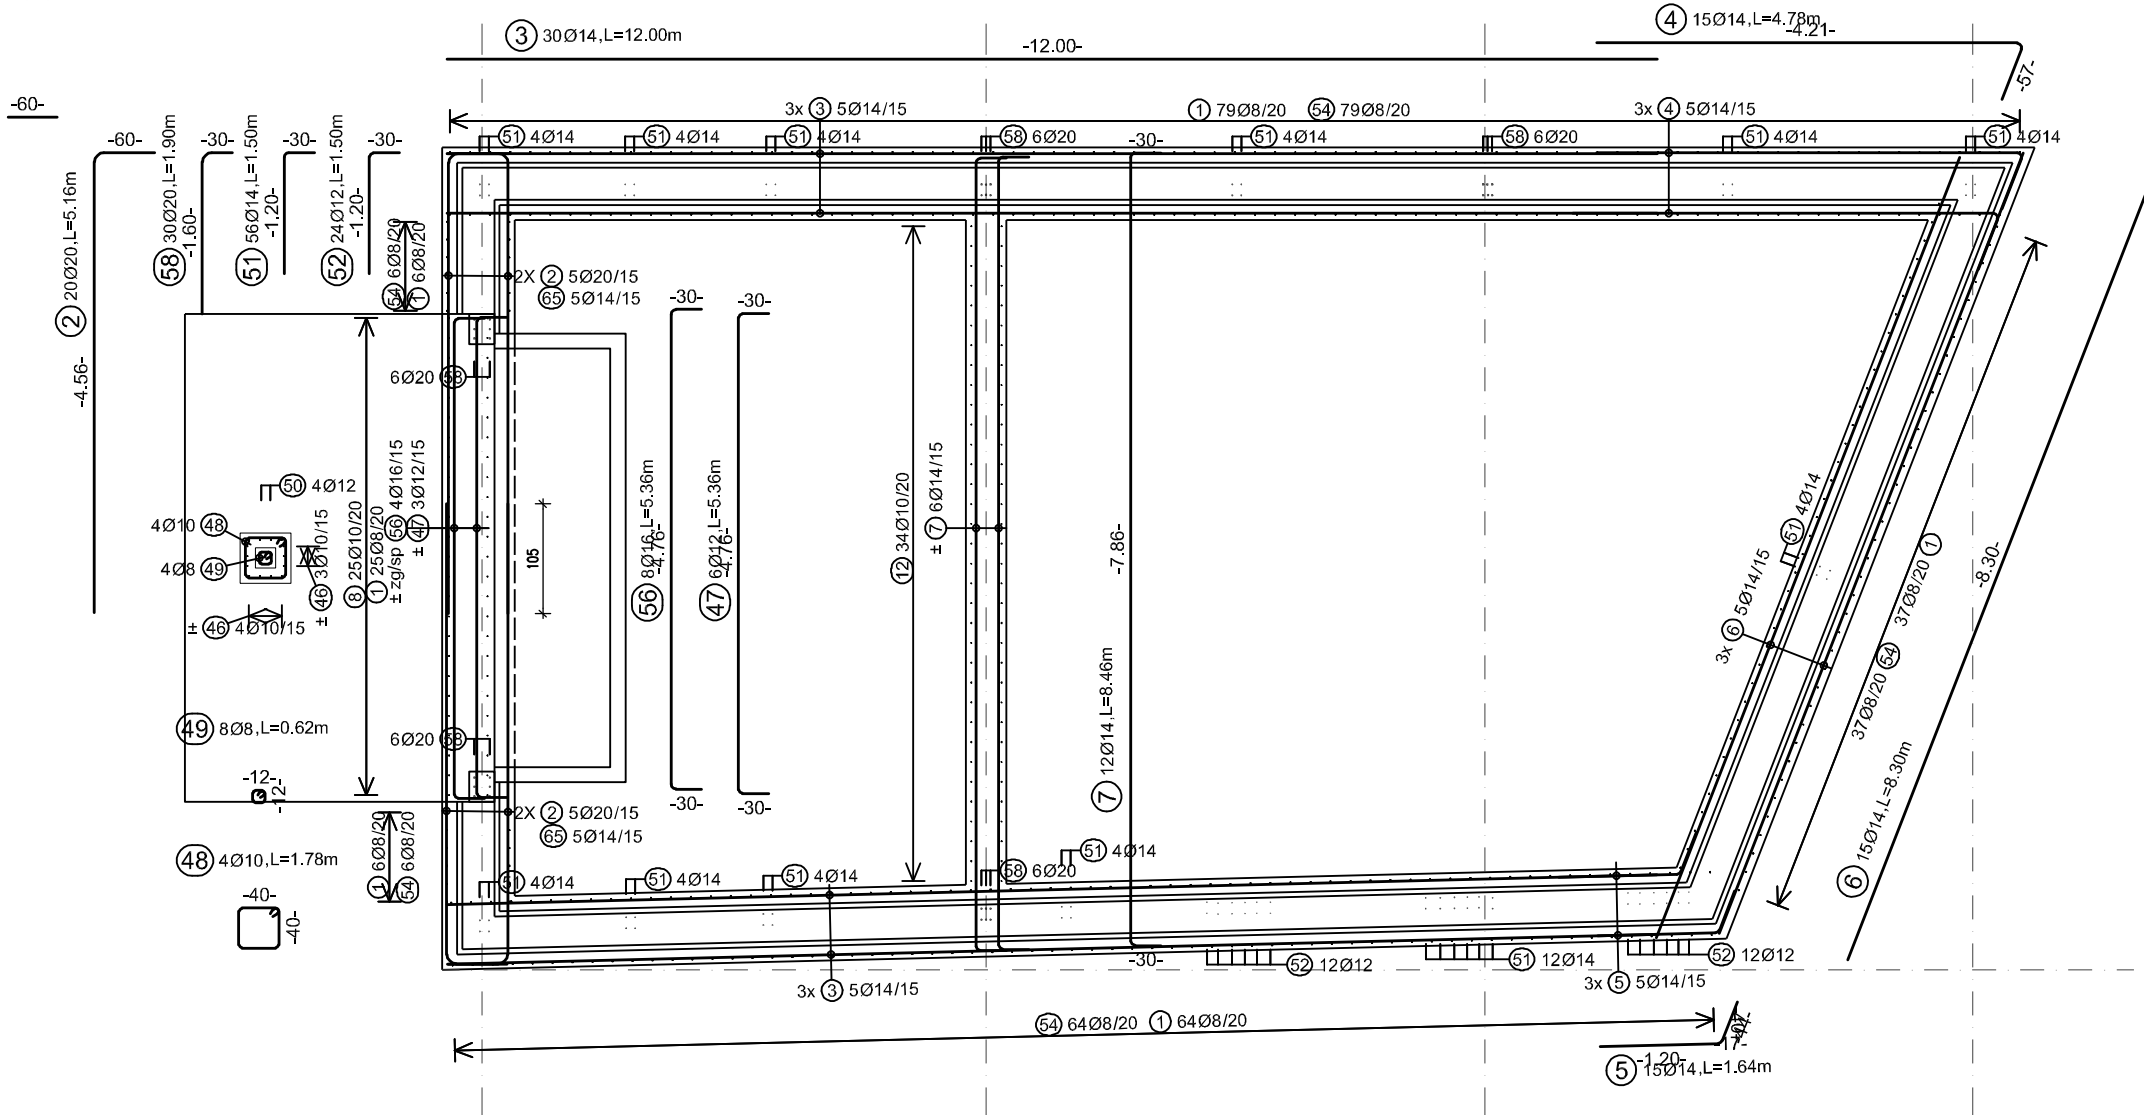 ③ 30Ø14,L=12.00m
-12.00-
④ 15Ø14,L=4.78m
-4.21-
-57-
-60-
-60-
② 20Ø20,L=5.16m
-4.56-
-30-
58 30Ø20,L=1.90m
-1.60-
-30-
51 56Ø14,L=1.50m
-1.20-
-30-
52 24Ø12,L=1.50m
-1.20-
3x ③ 5Ø14/15
① 79Ø8/20 54 79Ø8/20
3x ④ 5Ø14/15
51 4Ø14
51 4Ø14
51 4Ø14
58 6Ø20
-30-
51 4Ø14
58 6Ø20
51 4Ø14
51 4Ø14
54 6Ø8/20
① 6Ø8/20
2X ② 5Ø20/15
65 5Ø14/15
6Ø20 58
-30-
56 8Ø16,L=5.36m
-4.76-
-30-
-30-
47 6Ø12,L=5.36m
-4.76-
-30-
12 34Ø10/20
± ⑦ 6Ø14/15
-7.86-
⑦ 12Ø14,L=8.46m
105
50 4Ø12
4Ø10 48
4Ø8 49
± 46 3Ø10/15
± 46 4Ø10/15
⑧ 25Ø10/20
① 25Ø8/20
± zg/sp 56 4Ø16/15
± 47 3Ø12/15
51 4Ø14
3x ⑥ 5Ø14/15
37Ø8/20 54 37Ø8/20 ①
-8.30-
⑥ 15Ø14,L=8.30m
49 8Ø8,L=0.62m
-12-
-12-
6Ø20 58
2X ② 5Ø20/15
65 5Ø14/15
① 6Ø8/20
54 6Ø8/20
48 4Ø10,L=1.78m
-40-
-40-
51 4Ø14
51 4Ø14
51 4Ø14
58 6Ø20
51 4Ø14
-30-
52 12Ø12
51 12Ø14
52 12Ø12
3x ③ 5Ø14/15
3x ⑤ 5Ø14/15
54 64Ø8/20 ① 64Ø8/20
-17-
-1.20-
⑤ 15Ø14,L=1.64m